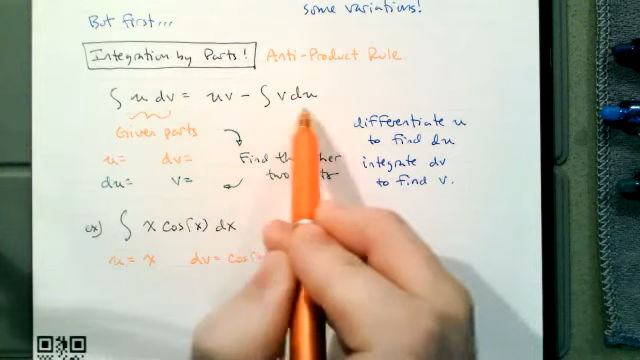 some variations!
But first...
Integration by Parts! Anti-Product Rule
∫ u dv = uv - ∫ v du
Given parts
u= dv=
du= v=
Find the
two
differentiate u
to find du
integrate dv
to find v.
ex) ∫ x cos(x) dx
u = x dv = cos(